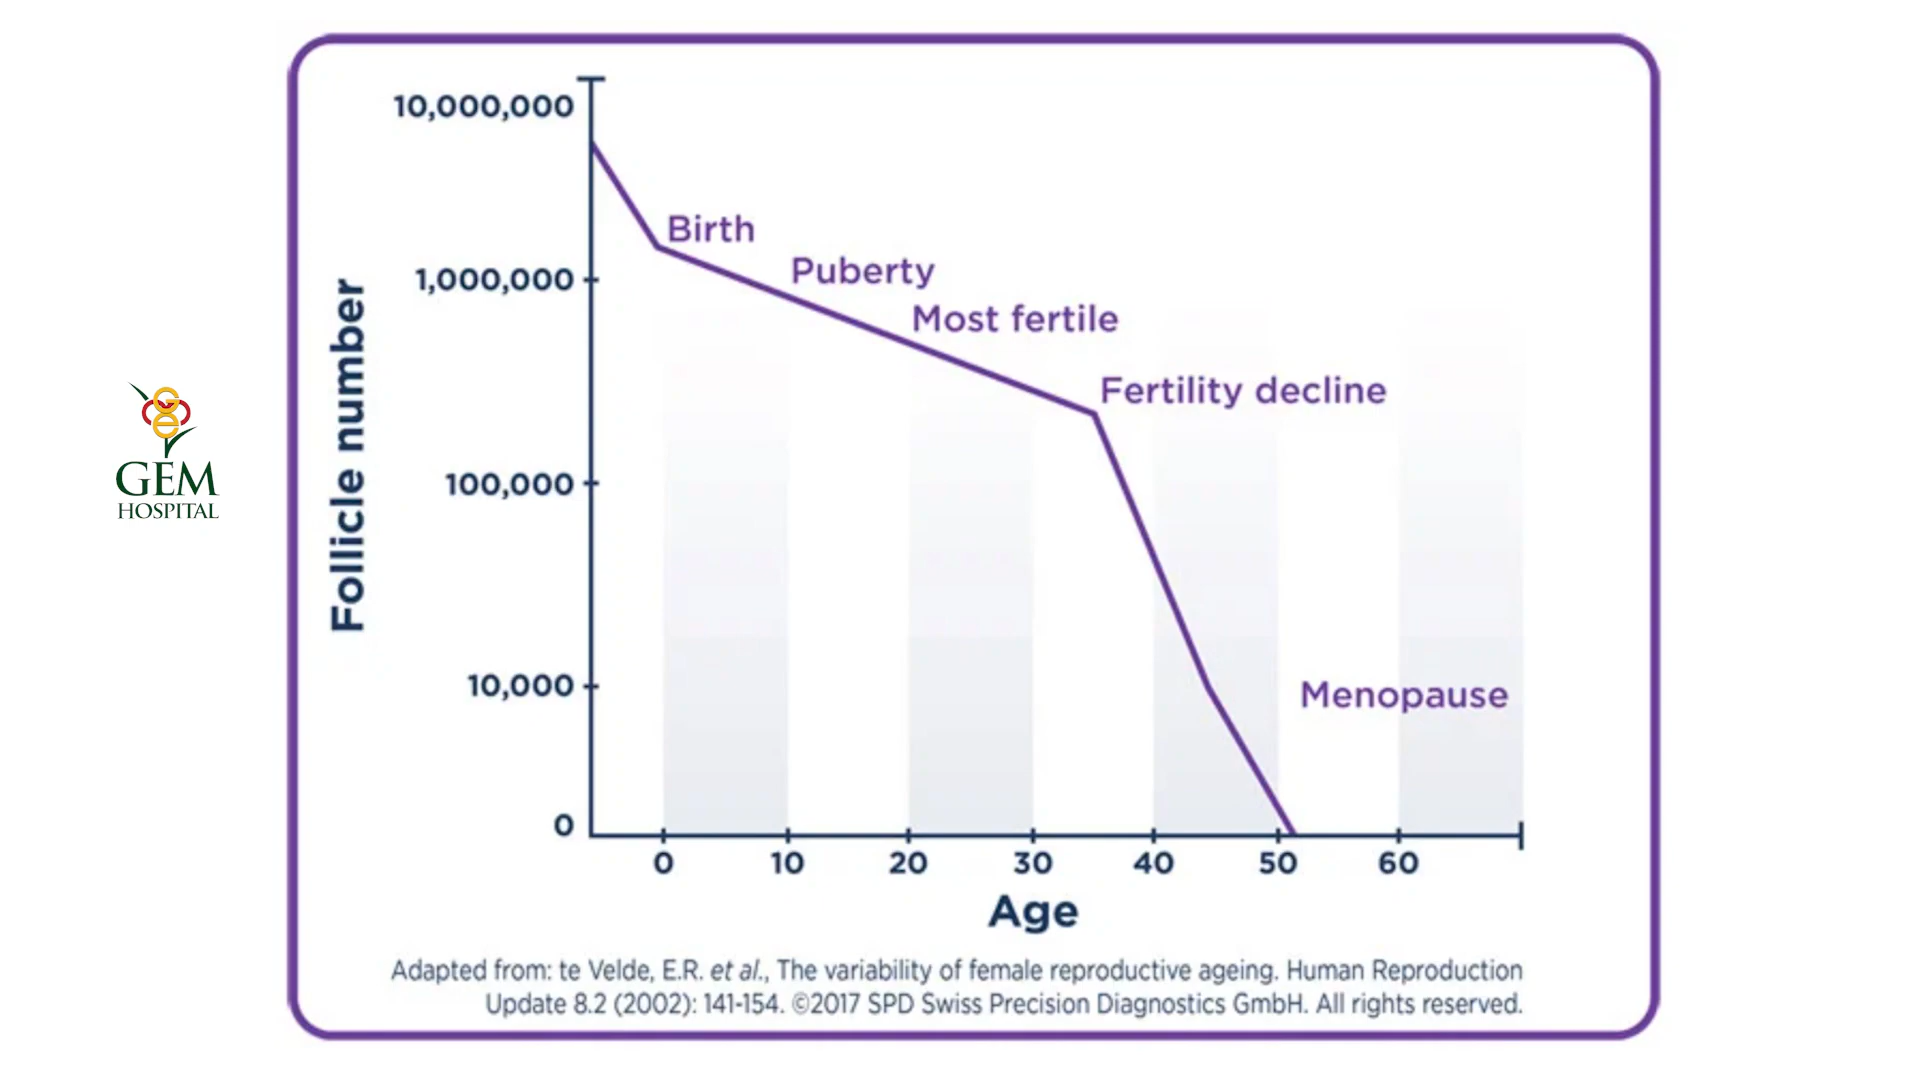 10,000,000
Birth
Puberty
1,000,000
Most fertile
Fertility decline
Follicle number
GEM
HOSPITAL
100,000
10,000
Menopause
0
0 10 20 30 40 50 60
Age
Adapted from: te Velde, E.R. et al., The variability of female reproductive ageing. Human Reproduction
Update 8.2 (2002): 141-154. ©2017 SPD Swiss Precision Diagnostics GmbH. All rights reserved.